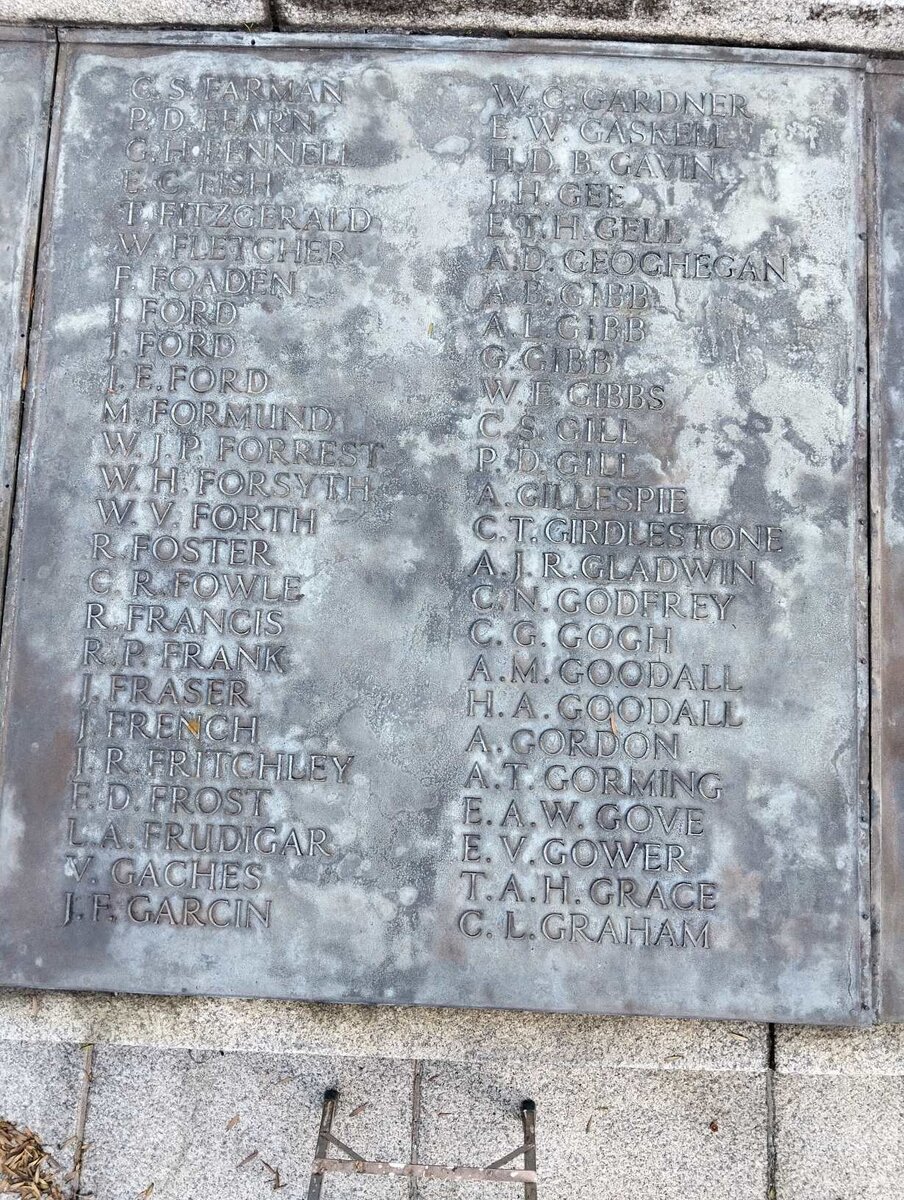 C. S. FARMAN
P. D. FEARN
G. H. FENNELL
E. C. FISH
T. FITZGERALD
W. FLETCHER
F. FOADEN
J. FORD
J. FORD
J. E. FORD
M. FORMUND
W. J. P. FORREST
W. H. FORSYTH
W. V. FORTH
R. FOSTER
C. R. FOWLE
R. FRANCIS
R. P. FRANK
J. FRASER
J FRENCH
J. R. FRITCHLEY
F. D. FROST
L. A. FRUDIGAR
V. GACHES
J. F. GARCIN
W. C. GARDNER
E. W. GASKELL
H. D. B. GAVIN
J. H. GEE
E. T. H. GELL
A. D. GEOGHEGAN
A. B. GIBB
A. L. GIBB
G. GIBB
W. E. GIBBS
C. S. GILL
P. D. GILL
A. GILLESPIE
C. T. GIRDLESTONE
A. J. R. GLADWIN
C. N. GODFREY
C. G. GOGH
A. M. GOODALL
H. A. GOODALL
A. GORDON
A. T. GORMING
E. A. W. GOVE
E. V. GOWER
T. A. H. GRACE
C. L. GRAHAM